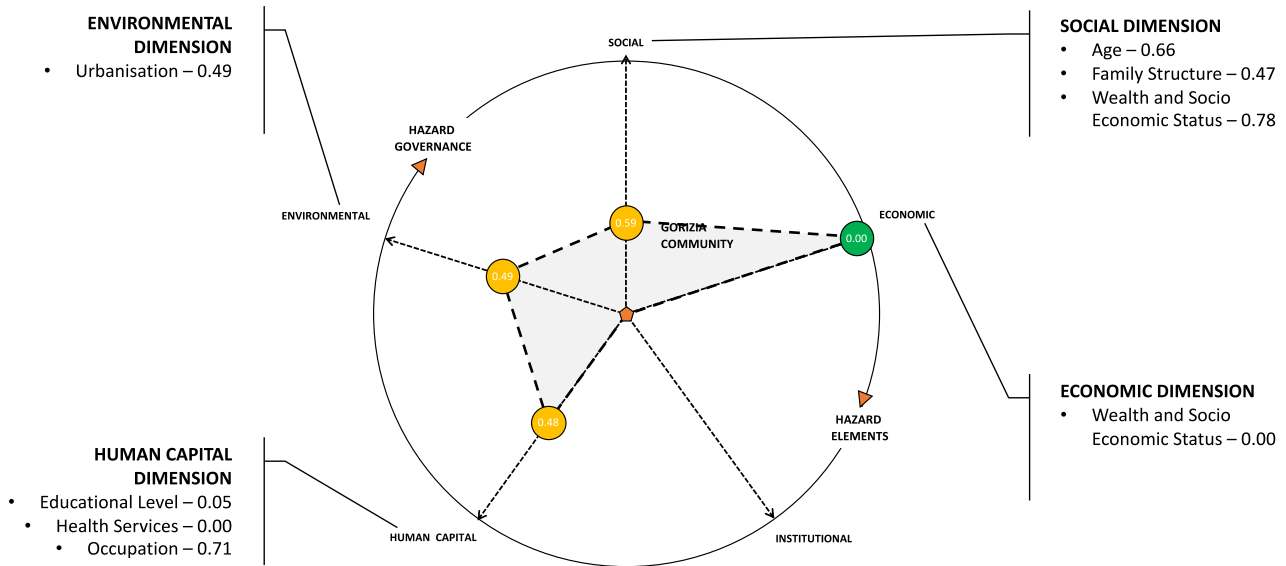 ENVIRONMENTAL
DIMENSION
• Urbanisation – 0.49
SOCIAL
SOCIAL DIMENSION
• Age – 0.66
• Family Structure – 0.47
• Wealth and Socio
Economic Status – 0.78
HAZARD
GOVERNANCE
ENVIRONMENTAL
ECONOMIC
0.59
GORIZIA
COMMUNITY
0.00
0.49
ECONOMIC DIMENSION
• Wealth and Socio
Economic Status – 0.00
0.48
HAZARD
ELEMENTS
HUMAN CAPITAL
DIMENSION
• Educational Level – 0.05
• Health Services – 0.00
• Occupation – 0.71
HUMAN CAPITAL
INSTITUTIONAL